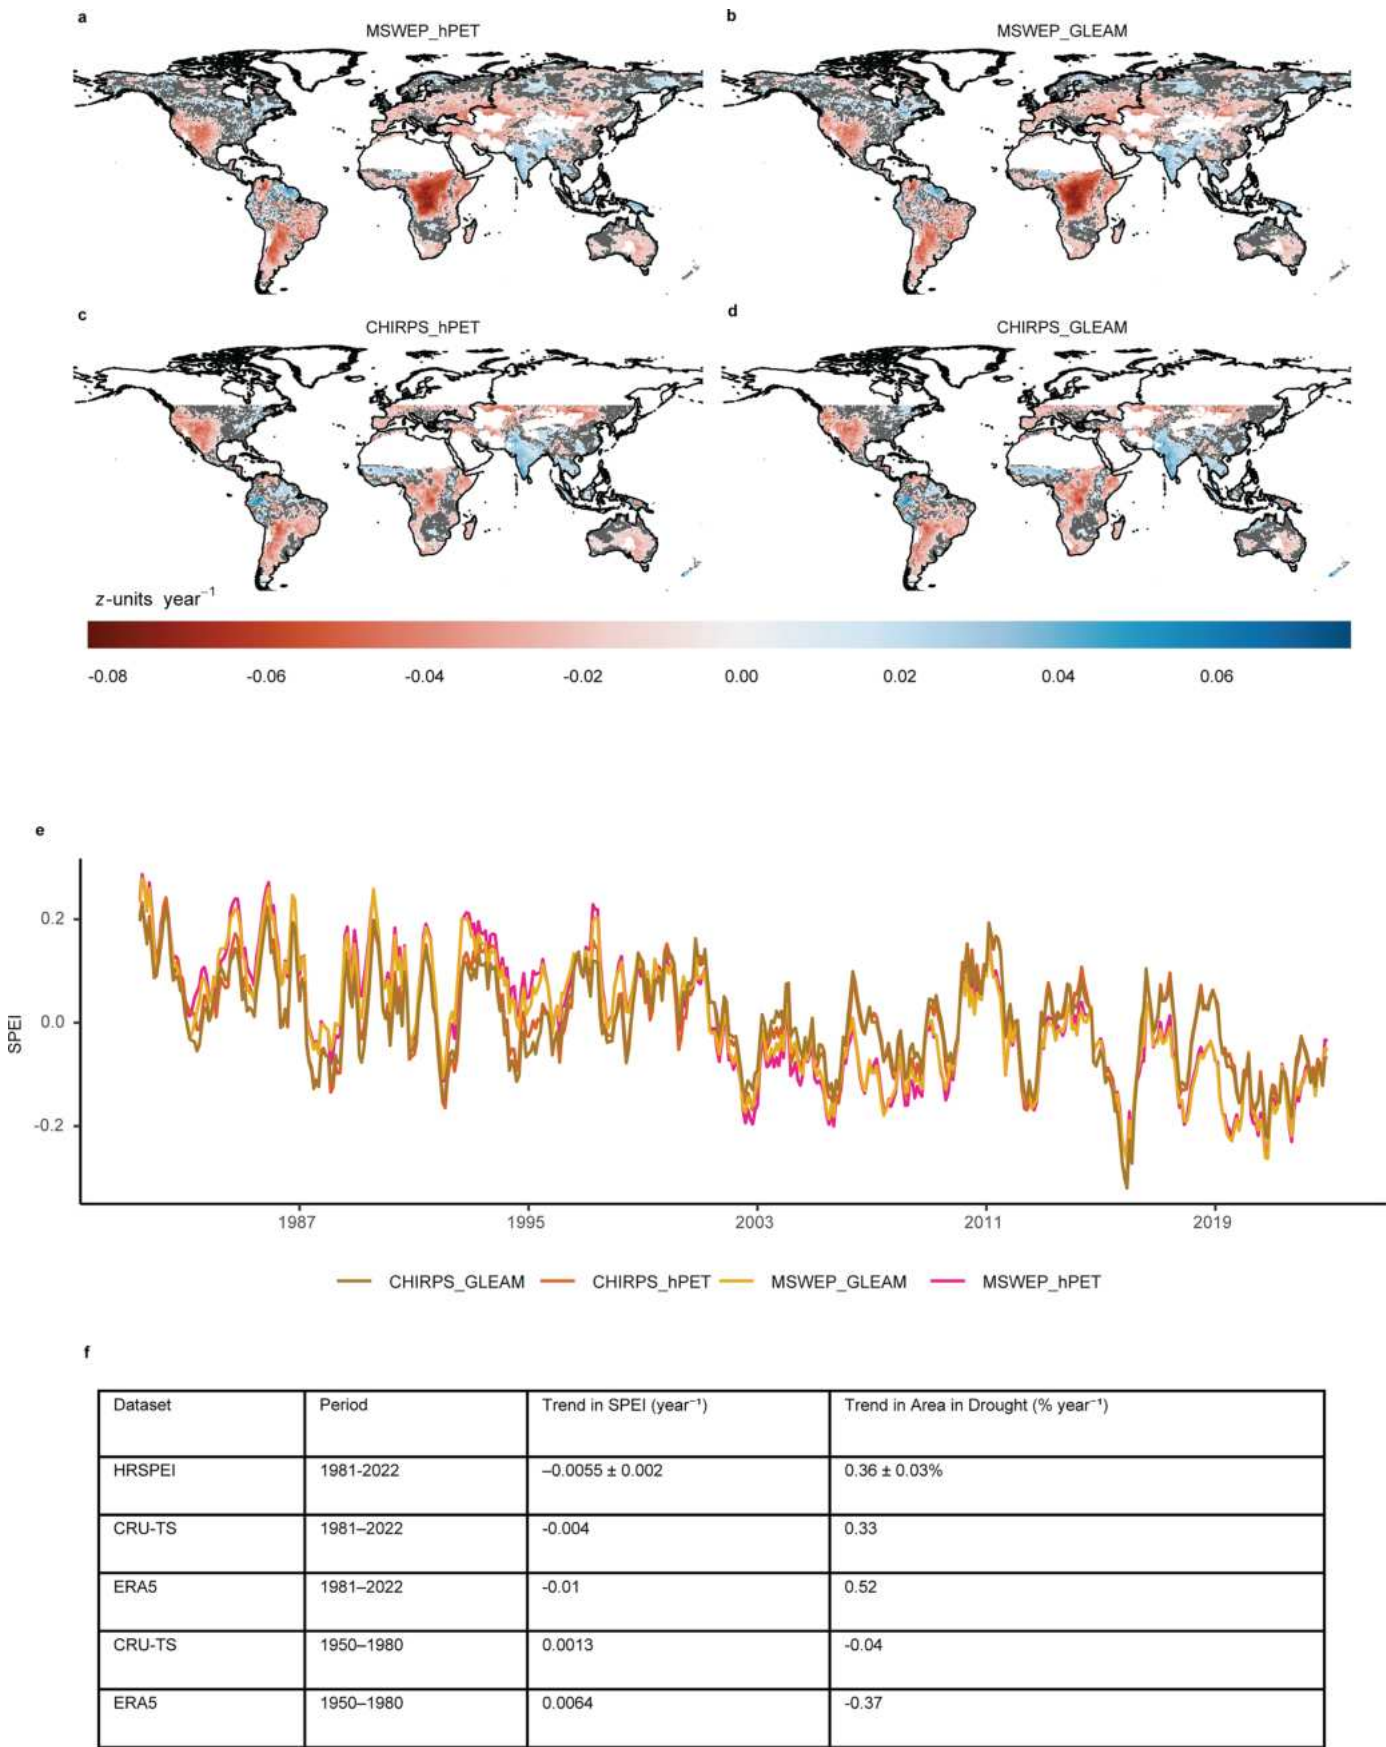 a
MSWEP_hPET
b
MSWEP_GLEAM
c
CHIRPS_hPET
d
CHIRPS_GLEAM
z-units year⁻¹
-0.08 -0.06 -0.04 -0.02 0.00 0.02 0.04 0.06
e
SPEI
0.2
0.0
-0.2
1987 1995 2003 2011 2019
CHIRPS_GLEAM CHIRPS_hPET MSWEP_GLEAM MSWEP_hPET
f
Dataset Period Trend in SPEI (year⁻¹) Trend in Area in Drought (% year⁻¹)
HRSPEI 1981-2022 –0.0055 ± 0.002 0.36 ± 0.03%
CRU-TS 1981–2022 -0.004 0.33
ERA5 1981–2022 -0.01 0.52
CRU-TS 1950–1980 0.0013 -0.04
ERA5 1950–1980 0.0064 -0.37